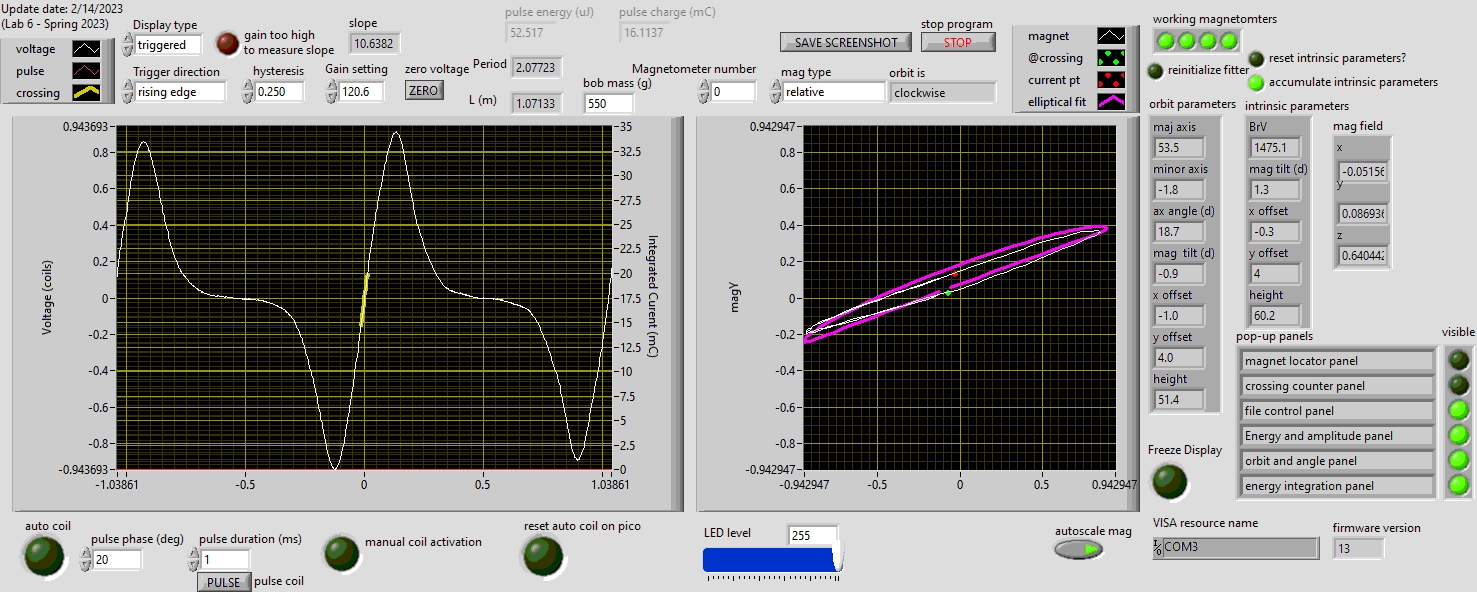 Update date: 2/14/2023
(Lab 6 - Spring 2023)
voltage
pulse
crossing
Display type
triggered
gain too high
to measure slope
slope
10.6382
pulse energy (uJ)
52.517
pulse charge (mC)
16.1137
Trigger direction
rising edge
hysteresis
0.250
Gain setting
120.6
zero voltage
ZERO
Period
2.07723
L (m)
1.07133
bob mass (g)
550
SAVE SCREENSHOT
stop program
STOP
Magnetometer number
0
mag type
relative
orbit is
clockwise
magnet
@crossing
current pt
elliptical fit
working magnetomters
reinitialize fitter
reset intrinsic parameters?
accumulate intrinsic parameters
orbit parameters
maj axis
53.5
minor axis
-1.8
ax angle (d)
18.7
mag tilt (d)
-0.9
x offset
-1.0
y offset
4.0
height
51.4
intrinsic parameters
BrV
1475.1
mag tilt (d)
1.3
x offset
-0.3
y offset
4
height
60.2
mag field
x
-0.05156
y
0.08693
z
0.640442
Voltage (coils)
0.943693
0.8
0.6
0.4
0.2
0
-0.2
-0.4
-0.6
-0.8
-0.943693
-1.03861
-0.5
0
0.5
1.03861
35
32.5
30
27.5
25
22.5
20
17.5
15
12.5
10
7.5
5
2.5
0
Integrated Curent (mC)
magY
0.942947
0.8
0.6
0.4
0.2
0
-0.2
-0.4
-0.6
-0.8
-0.942947
-0.942947
-0.5
0
0.5
0.942947
pop-up panels
visible
magnet locator panel
crossing counter panel
file control panel
Energy and amplitude panel
orbit and angle panel
energy integration panel
Freeze Display
auto coil
pulse phase (deg)
20
pulse duration (ms)
1
PULSE
pulse coil
manual coil activation
reset auto coil on pico
LED level
255
autoscale mag
VISA resource name
COM3
firmware version
13